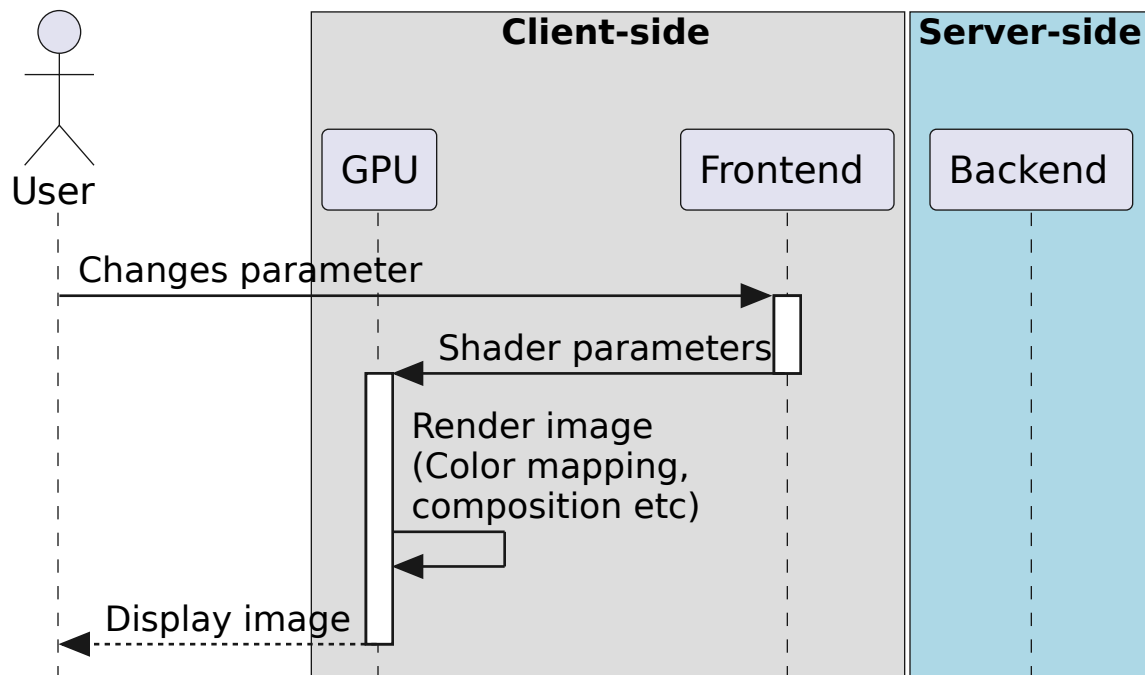 Client-side
Server-side
User
GPU
Frontend
Backend
Changes parameter
Shader parameters
Render image
(Color mapping,
composition etc)
Display image